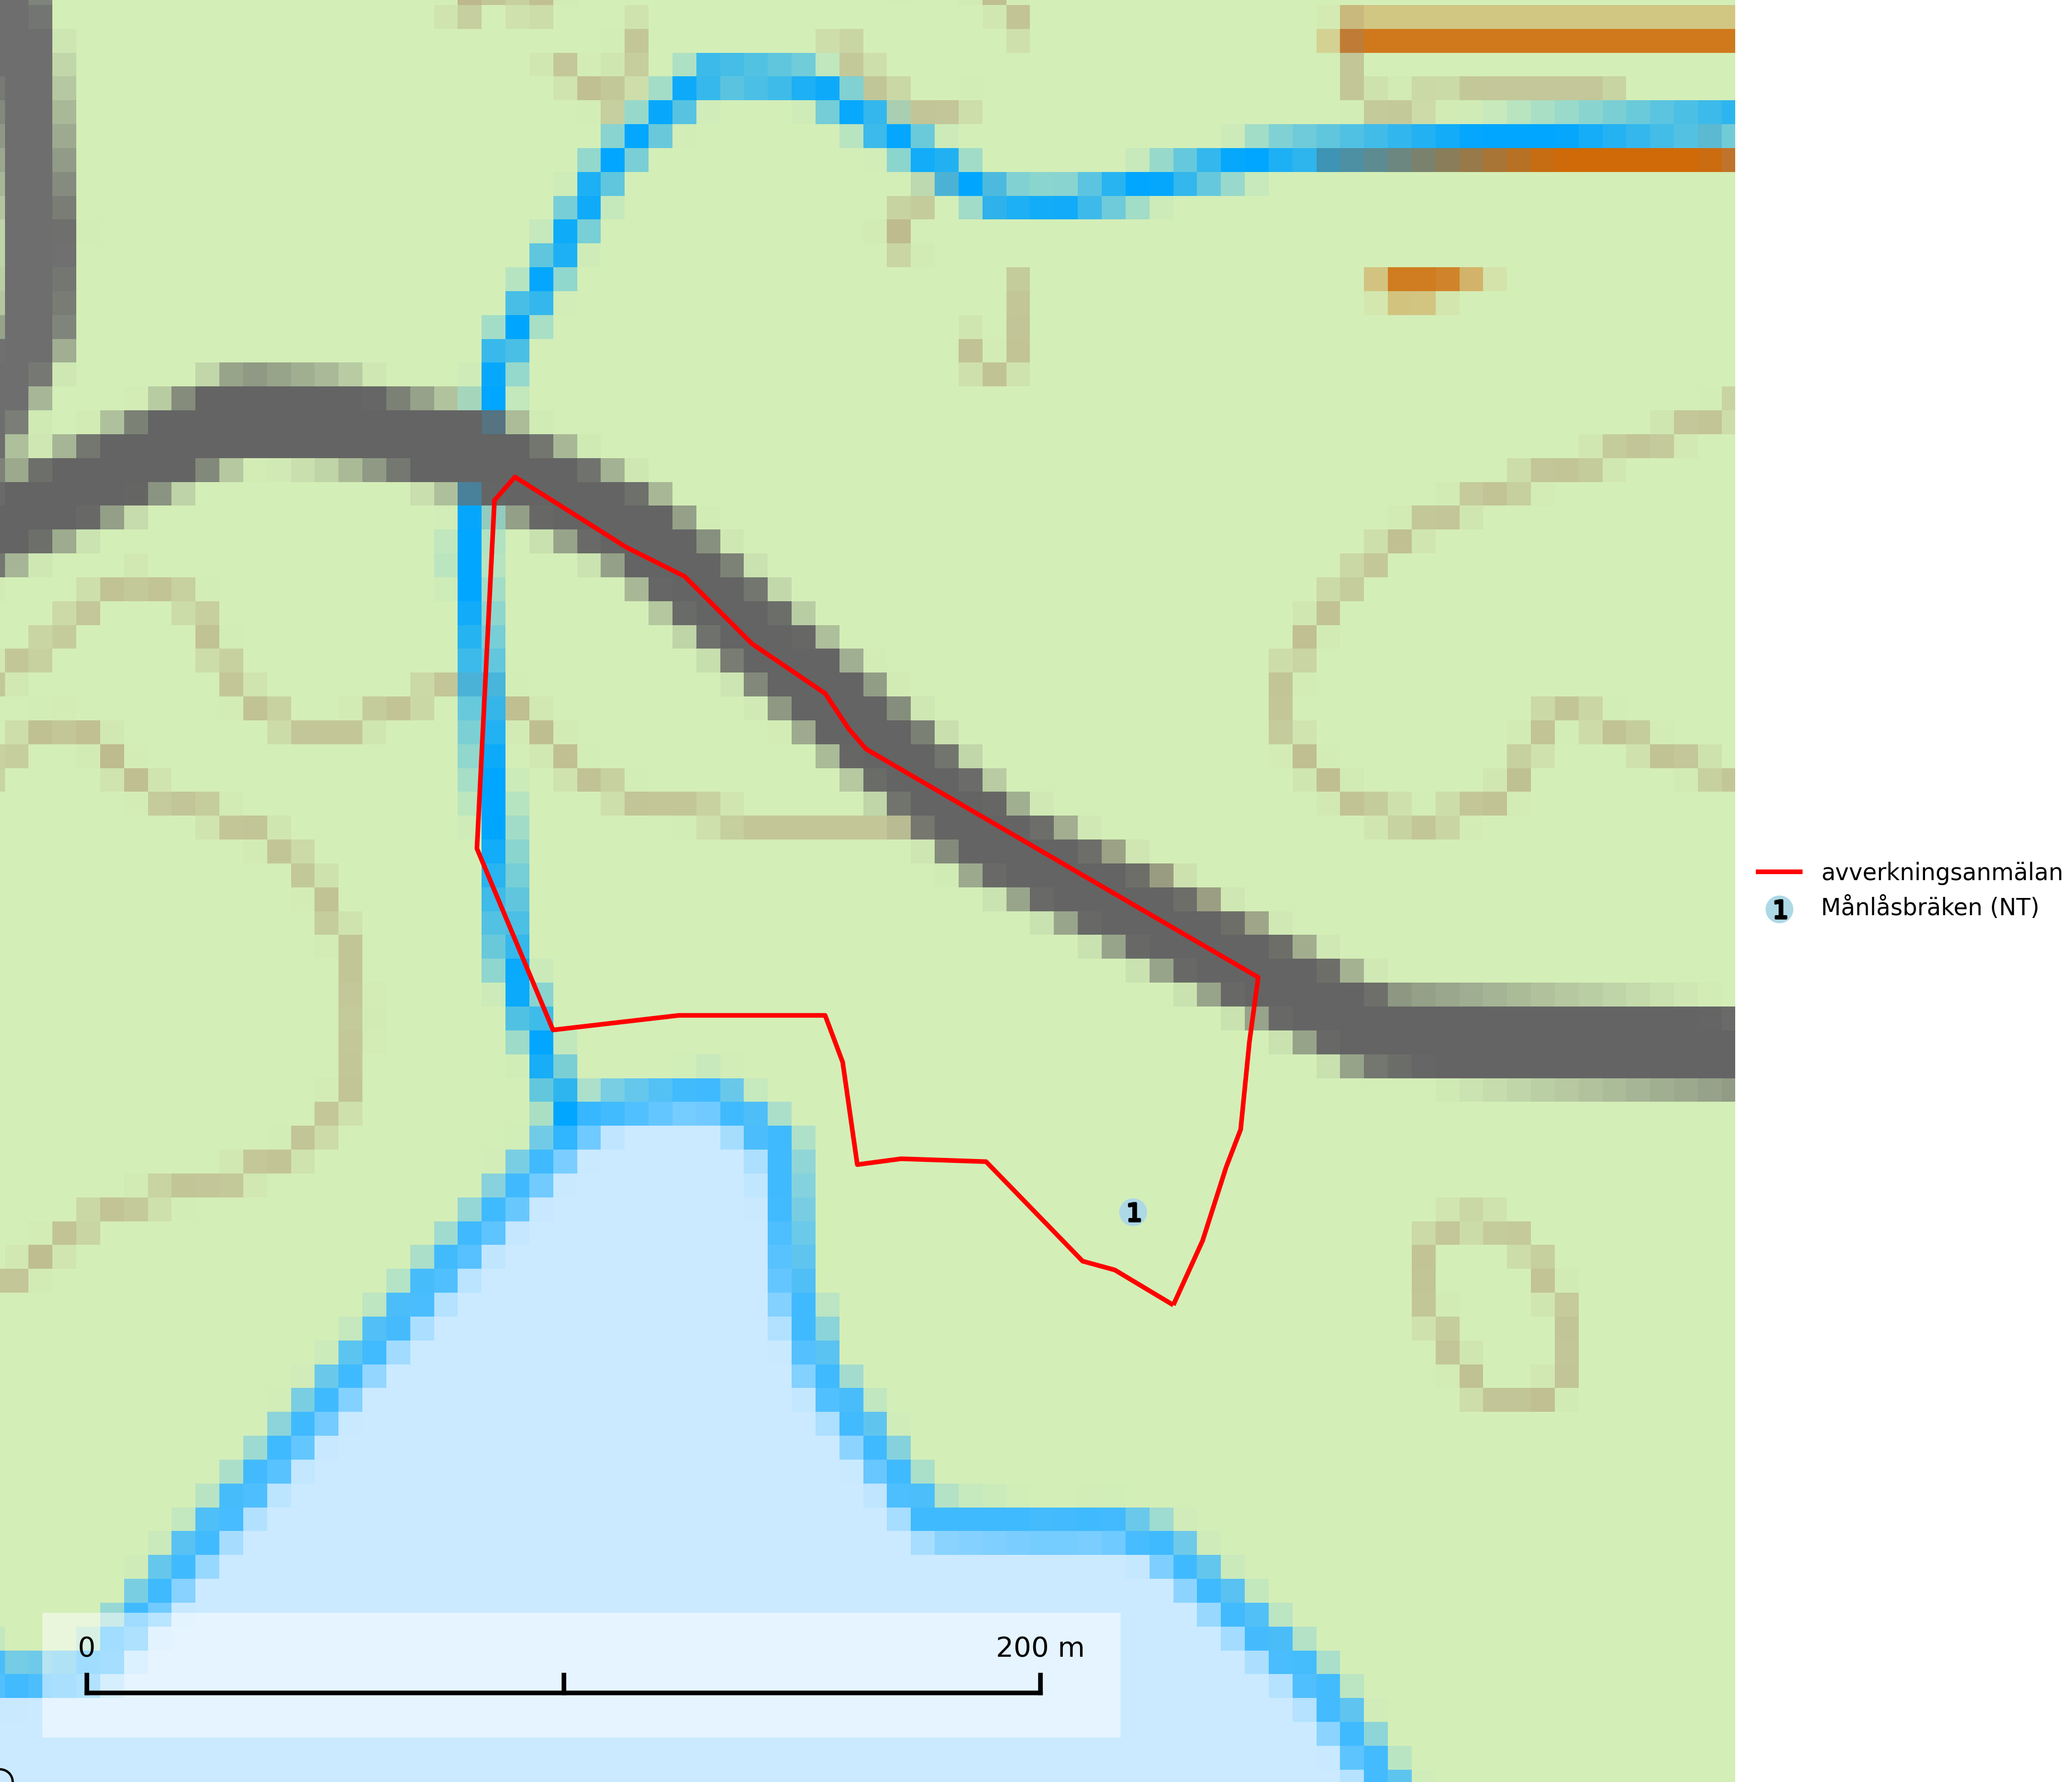 avverkningsanmälan
1 Månlåsbräken (NT)
1
0 200 m